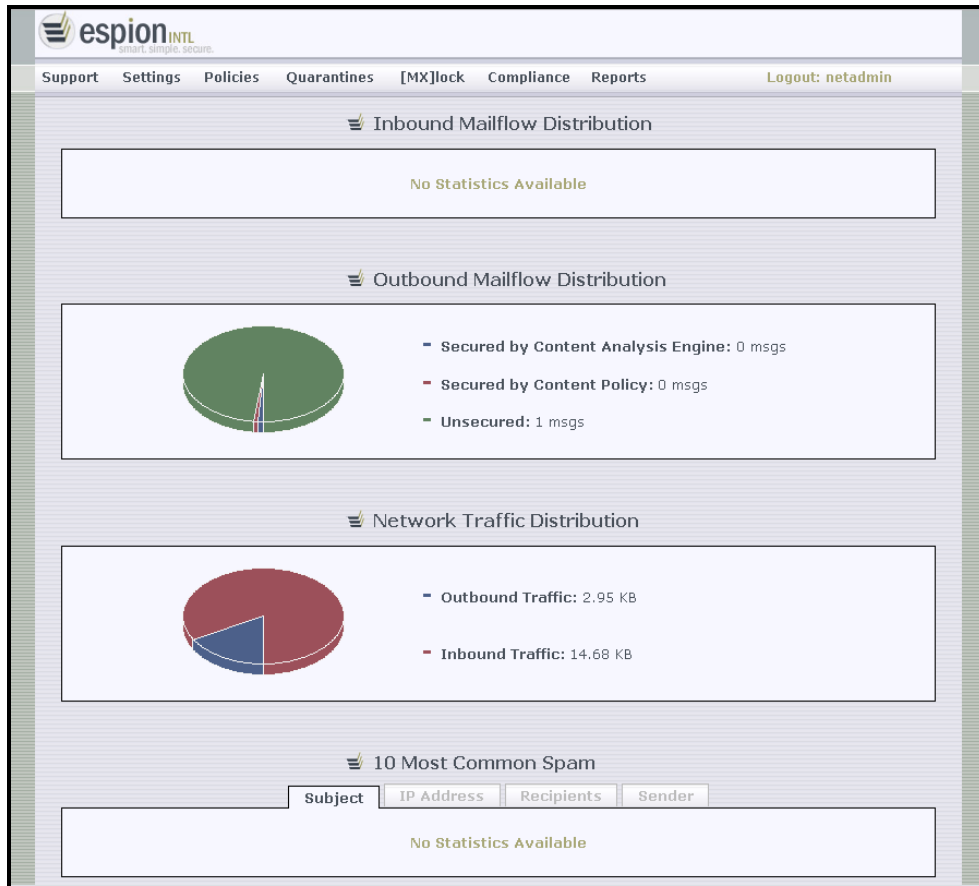 espion INTL
smart. simple. secure.
Support Settings Policies Quarantines [MX]lock Compliance Reports Logout: netadmin
Inbound Mailflow Distribution
No Statistics Available
Outbound Mailflow Distribution
Secured by Content Analysis Engine: 0 msgs
Secured by Content Policy: 0 msgs
Unsecured: 1 msgs
Network Traffic Distribution
Outbound Traffic: 2.95 KB
Inbound Traffic: 14.68 KB
10 Most Common Spam
Subject IP Address Recipients Sender
No Statistics Available